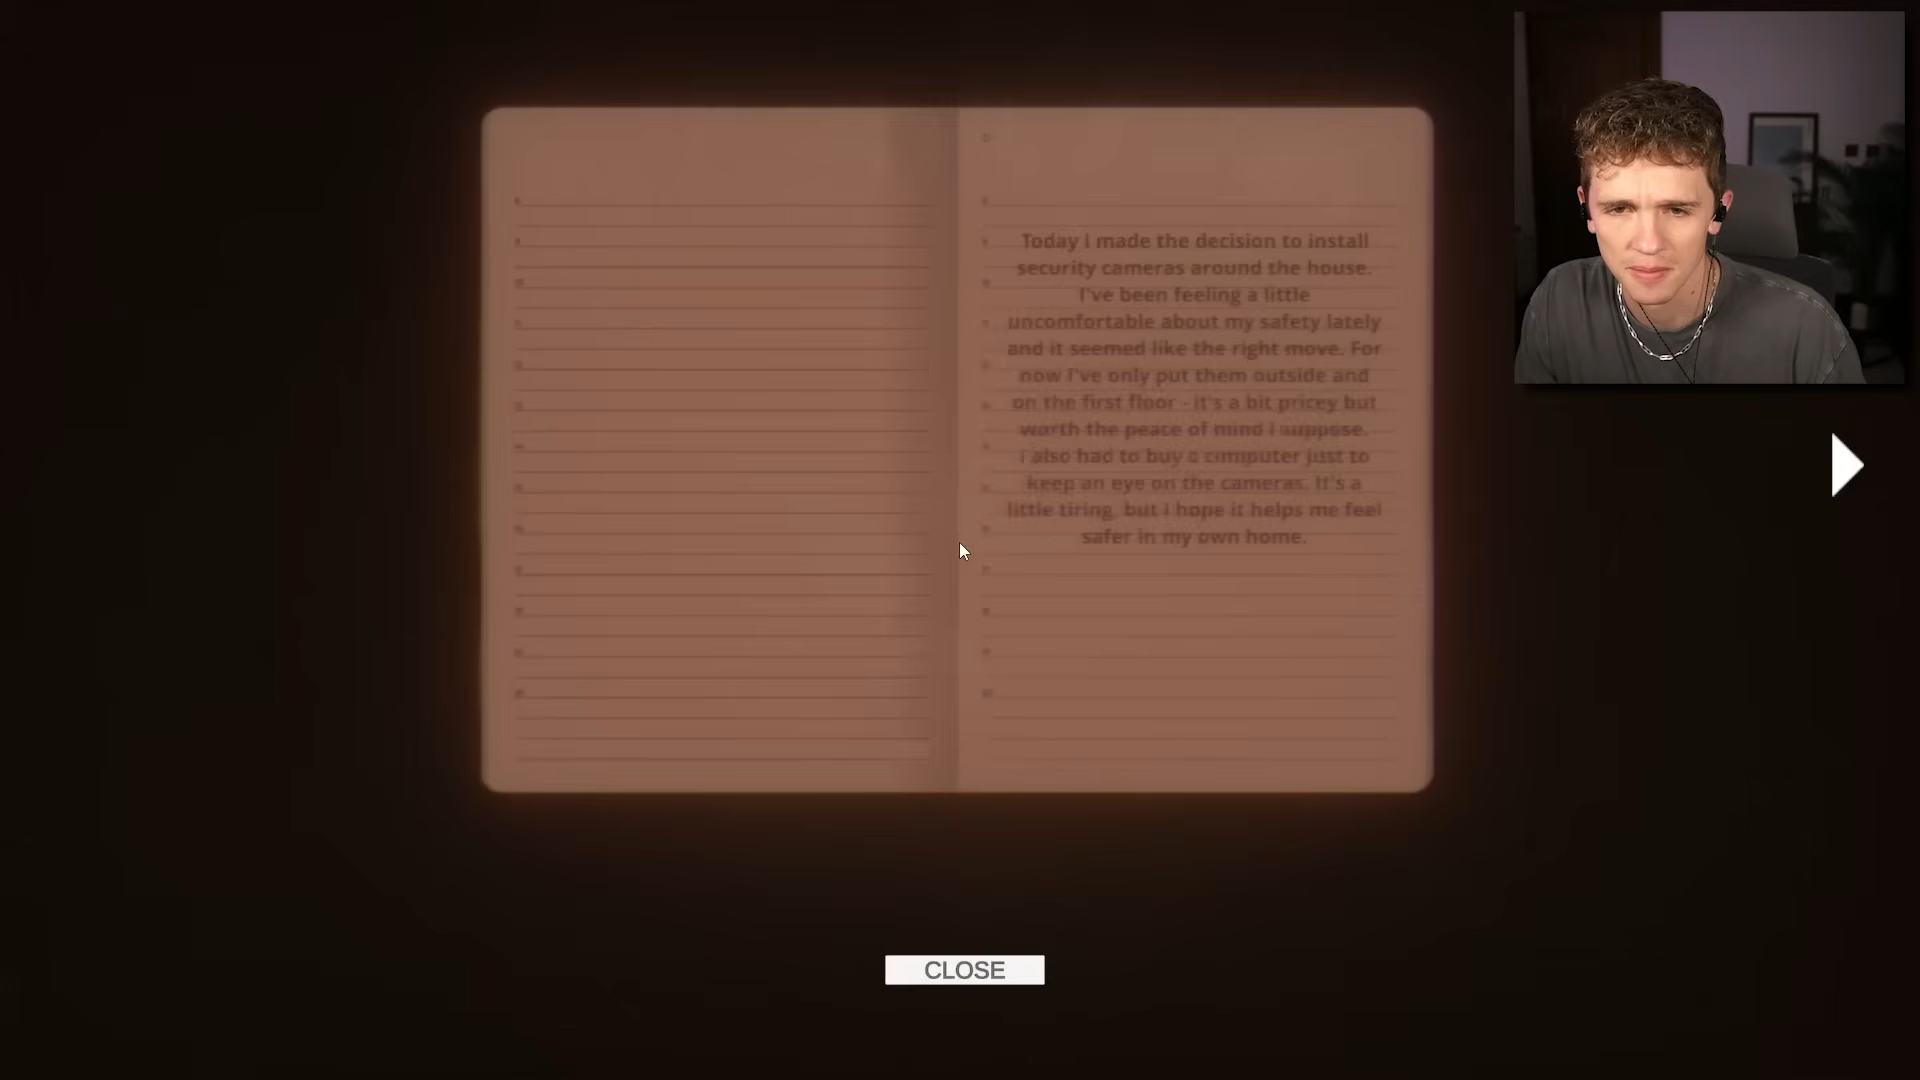 Today I made the decision to install
security cameras around the house.
I've been feeling a little
uncomfortable about my safety lately
and it seemed like the right move. For
now I've only put them outside and
on the first floor - it's a bit pricey but
worth the peace of mind I suppose.
I also had to buy a computer just to
keep an eye on the cameras. It's a
little tiring, but I hope it helps me feel
safer in my own home.
CLOSE